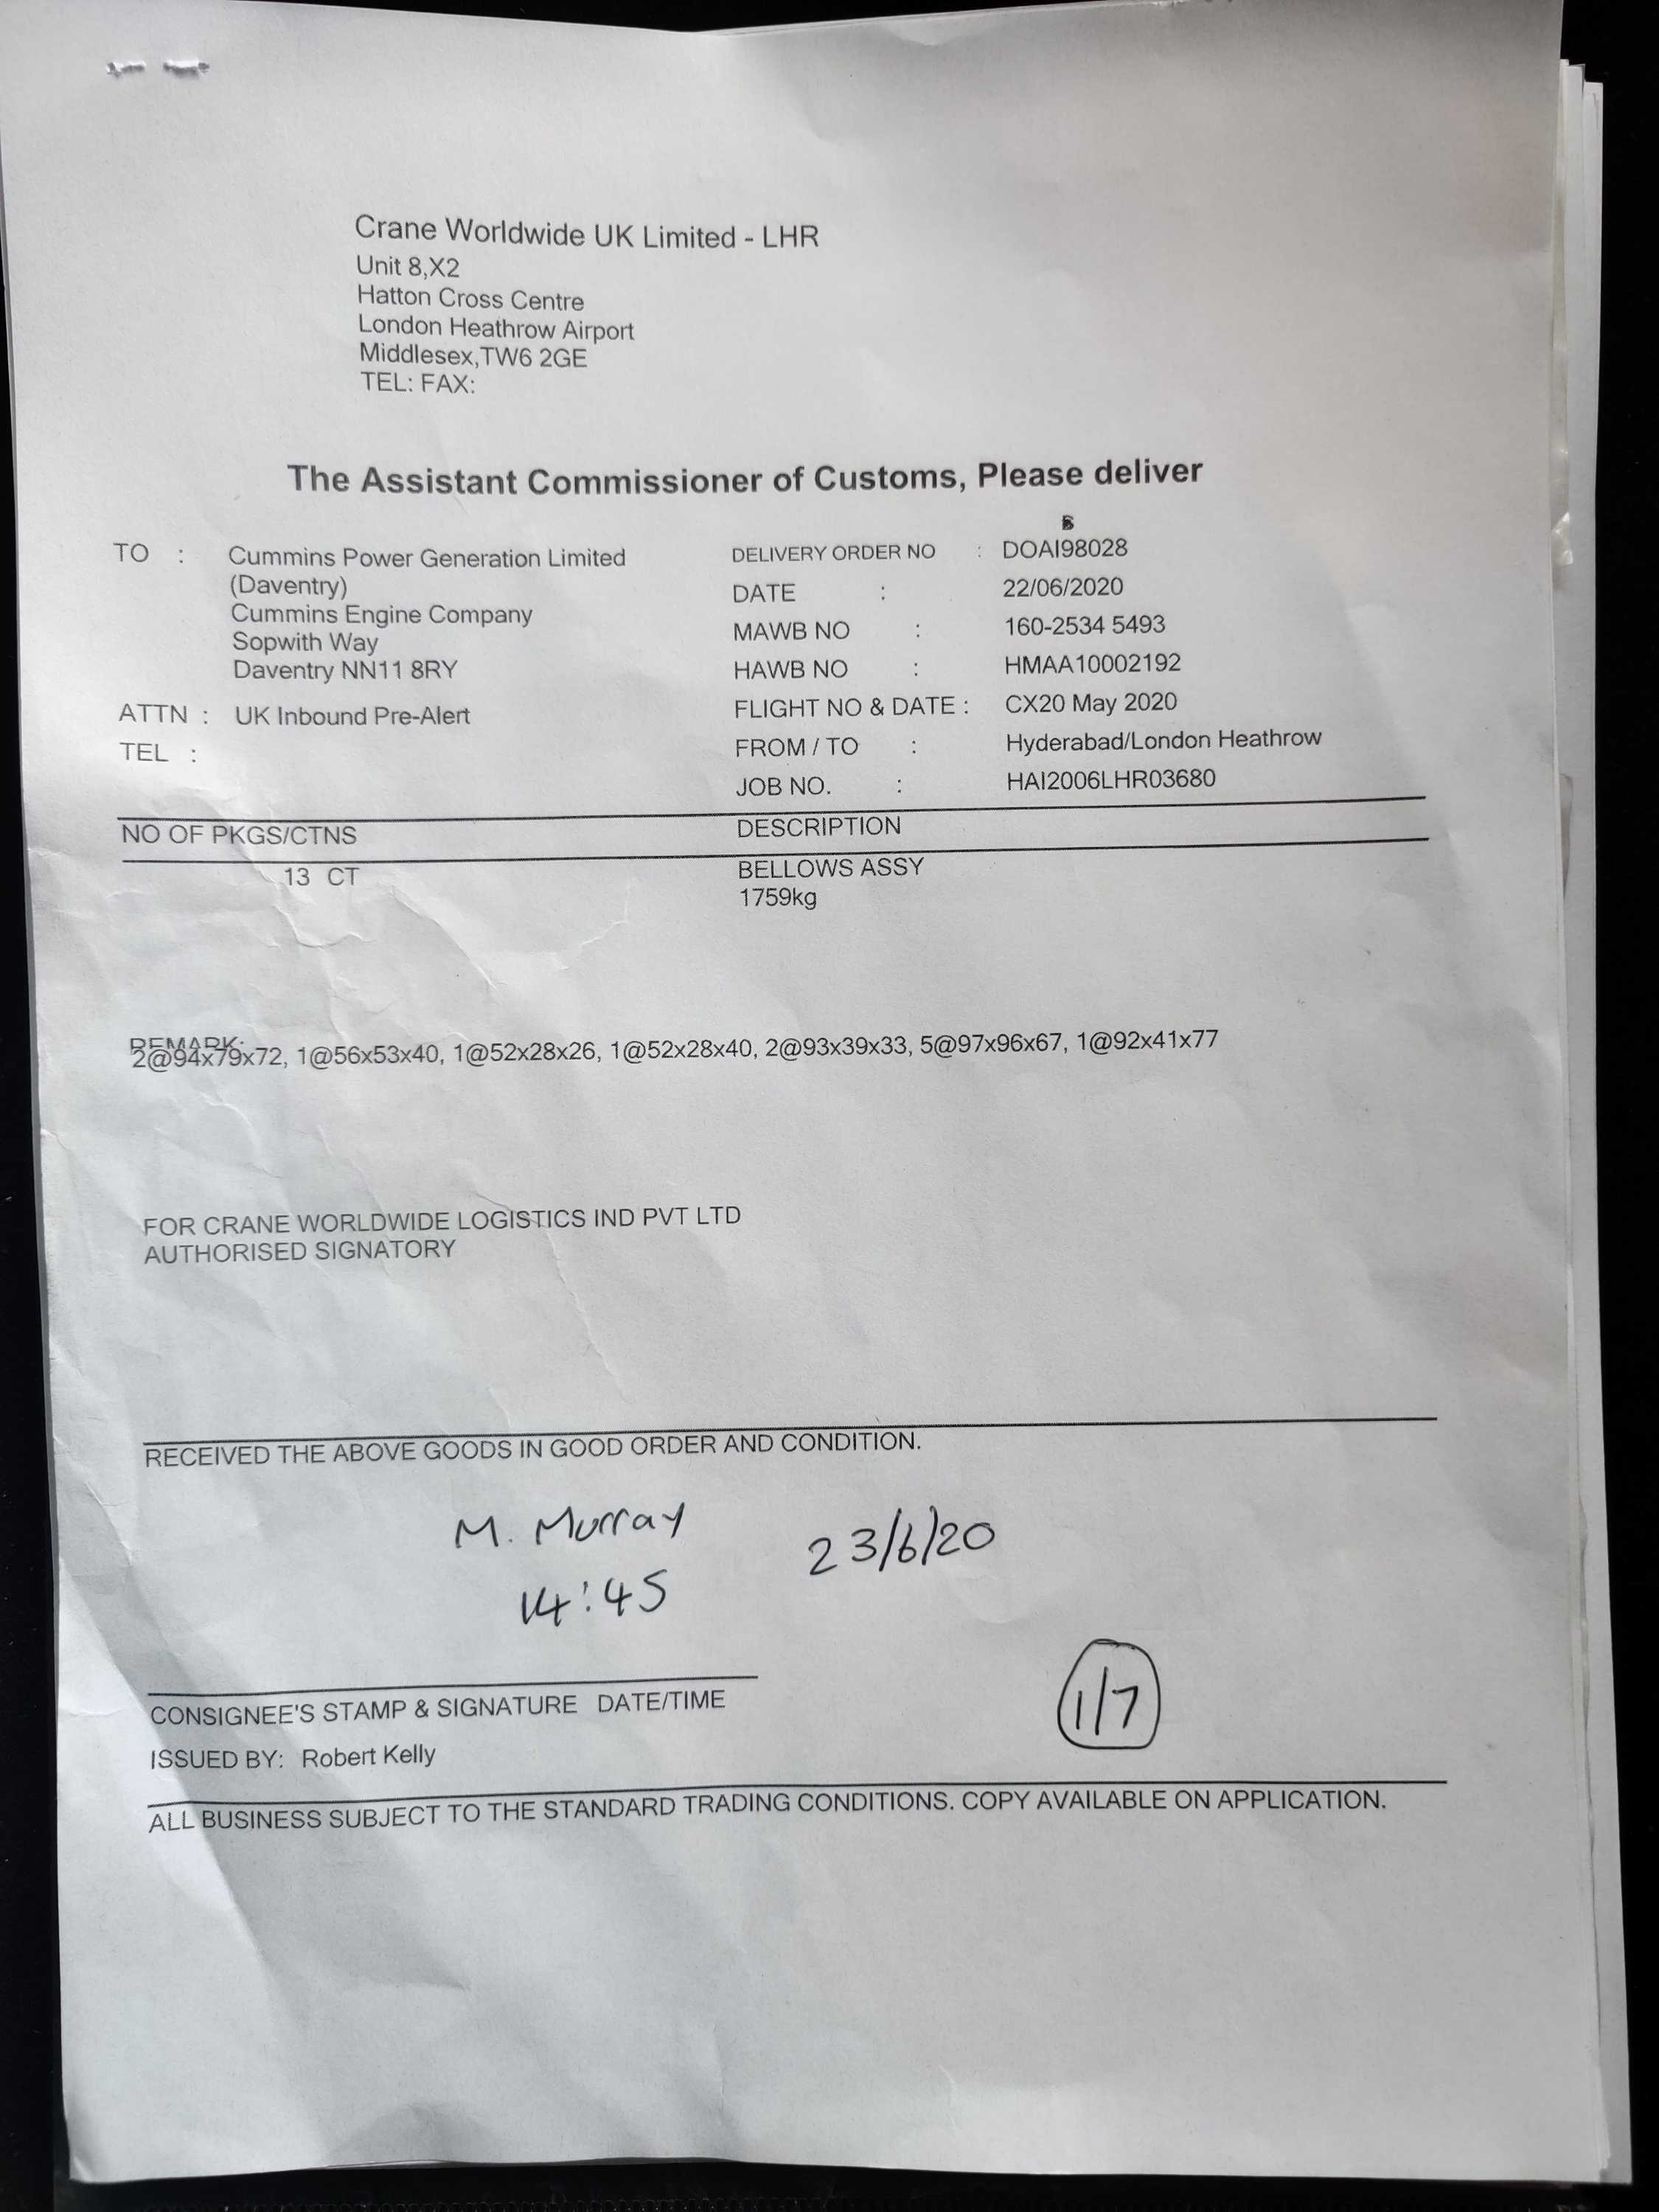 Crane Worldwide UK Limited - LHR
Unit 8,X2
Hatton Cross Centre
London Heathrow Airport
Middlesex,TW6 2GE
TEL: FAX:
The Assistant Commissioner of Customs, Please deliver
TO : Cummins Power Generation Limited
(Daventry)
Cummins Engine Company
Sopwith Way
Daventry NN11 8RY
ATTN : UK Inbound Pre-Alert
TEL :
DELIVERY ORDER NO : DOAI98028
DATE : 22/06/2020
MAWB NO : 160-2534 5493
HAWB NO : HMAA10002192
FLIGHT NO & DATE : CX20 May 2020
FROM / TO : Hyderabad/London Heathrow
JOB NO. : HAI2006LHR03680
NO OF PKGS/CTNS DESCRIPTION
13 CT BELLOWS ASSY
1759kg
REMARK:
2@94x79x72, 1@56x53x40, 1@52x28x26, 1@52x28x40, 2@93x39x33, 5@97x96x67, 1@92x41x77
FOR CRANE WORLDWIDE LOGISTICS IND PVT LTD
AUTHORISED SIGNATORY
RECEIVED THE ABOVE GOODS IN GOOD ORDER AND CONDITION.
M. Murray 23/6/20
14:45
1/7
CONSIGNEE'S STAMP & SIGNATURE DATE/TIME
ISSUED BY: Robert Kelly
ALL BUSINESS SUBJECT TO THE STANDARD TRADING CONDITIONS. COPY AVAILABLE ON APPLICATION.